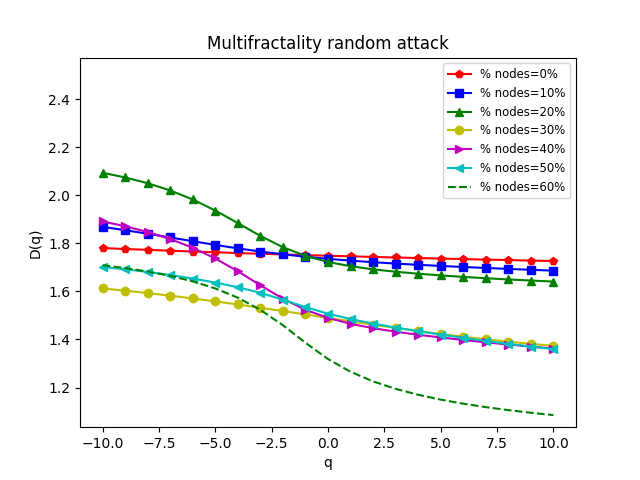 Multifractality random attack
% nodes=0%
% nodes=10%
% nodes=20%
% nodes=30%
% nodes=40%
% nodes=50%
% nodes=60%
D(q)
2.4
2.2
2.0
1.8
1.6
1.4
1.2
−10.0 −7.5 −5.0 −2.5 0.0 2.5 5.0 7.5 10.0
q